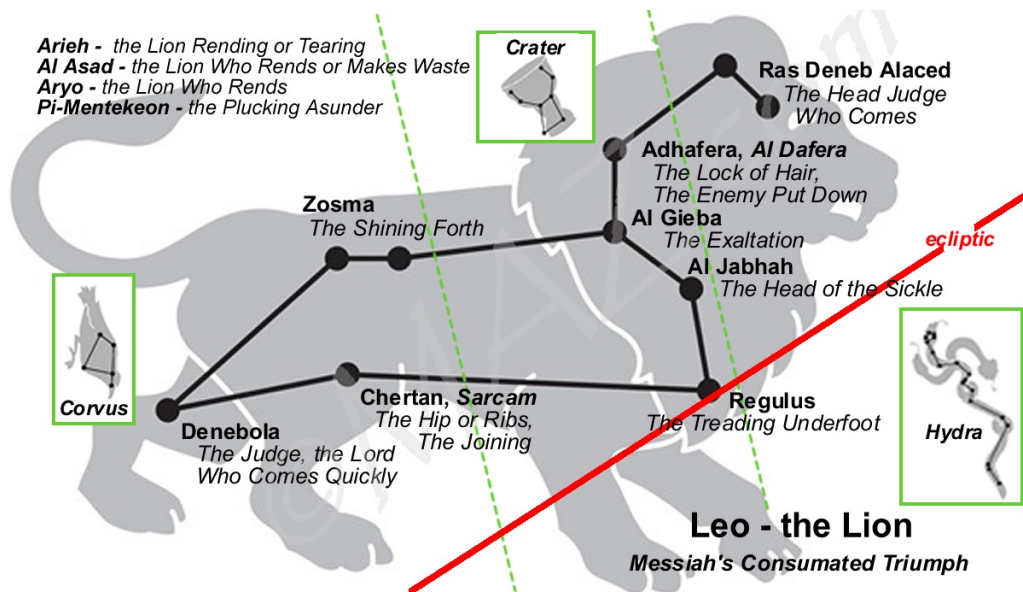 Arieh - the Lion Rending or Tearing
Al Asad - the Lion Who Rends or Makes Waste
Aryo - the Lion Who Rends
Pi-Mentekeon - the Plucking Asunder
Crater
Ras Deneb Alaced
The Head Judge
Who Comes
Adhafera, Al Dafera
The Lock of Hair,
The Enemy Put Down
Zosma
The Shining Forth
Al Gieba
The Exaltation
ecliptic
Al Jabhah
The Head of the Sickle
Corvus
Chertan, Sarcam
The Hip or Ribs,
The Joining
Regulus
The Treading Underfoot
Hydra
Denebola
The Judge, the Lord
Who Comes Quickly
Leo - the Lion
Messiah's Consumated Triumph